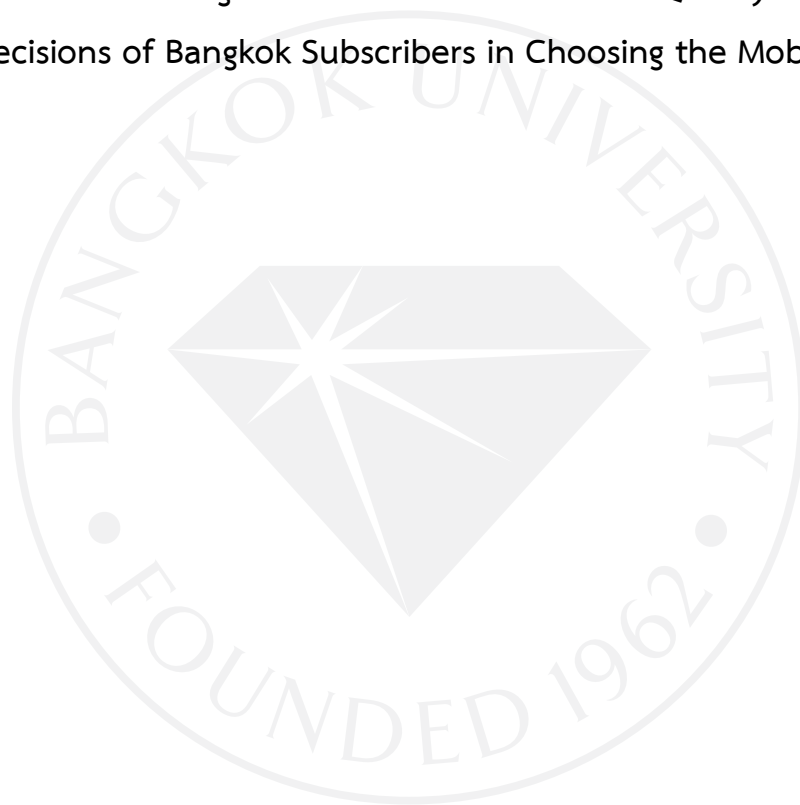 ecisions of Bangkok Subscribers in Choosing the Mob
BANGKOK UNIVERSITY
FOUNDED 1962